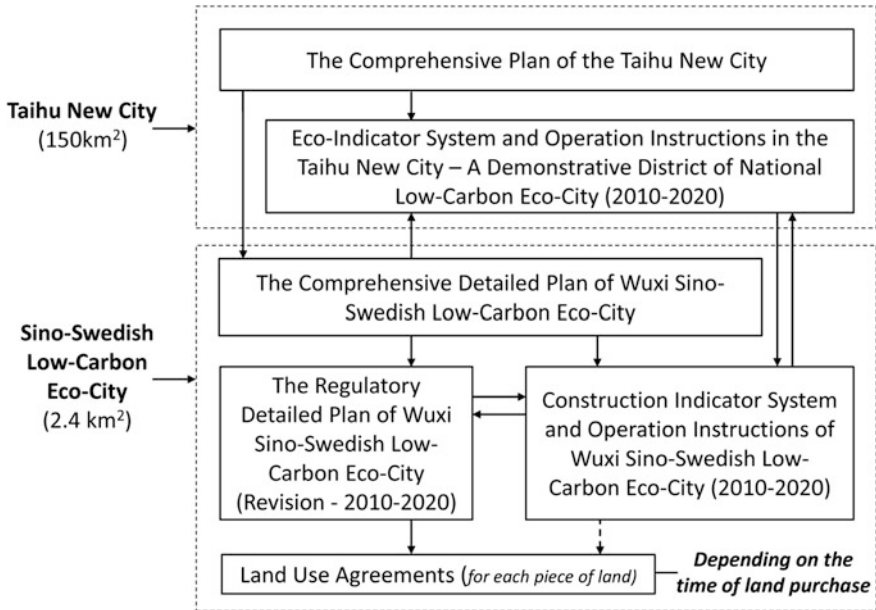 The Comprehensive Plan of the Taihu New City
Taihu New City
(150km²)
Eco-Indicator System and Operation Instructions in the
Taihu New City – A Demonstrative District of National
Low-Carbon Eco-City (2010-2020)
The Comprehensive Detailed Plan of Wuxi Sino-
Swedish Low-Carbon Eco-City
Sino-Swedish
Low-Carbon
Eco-City
(2.4 km²)
The Regulatory
Detailed Plan of Wuxi
Sino-Swedish Low-
Carbon Eco-City
(Revision - 2010-2020)
Construction Indicator System
and Operation Instructions of
Wuxi Sino-Swedish Low-
Carbon Eco-City (2010-2020)
Land Use Agreements (for each piece of land)
Depending on the
time of land purchase